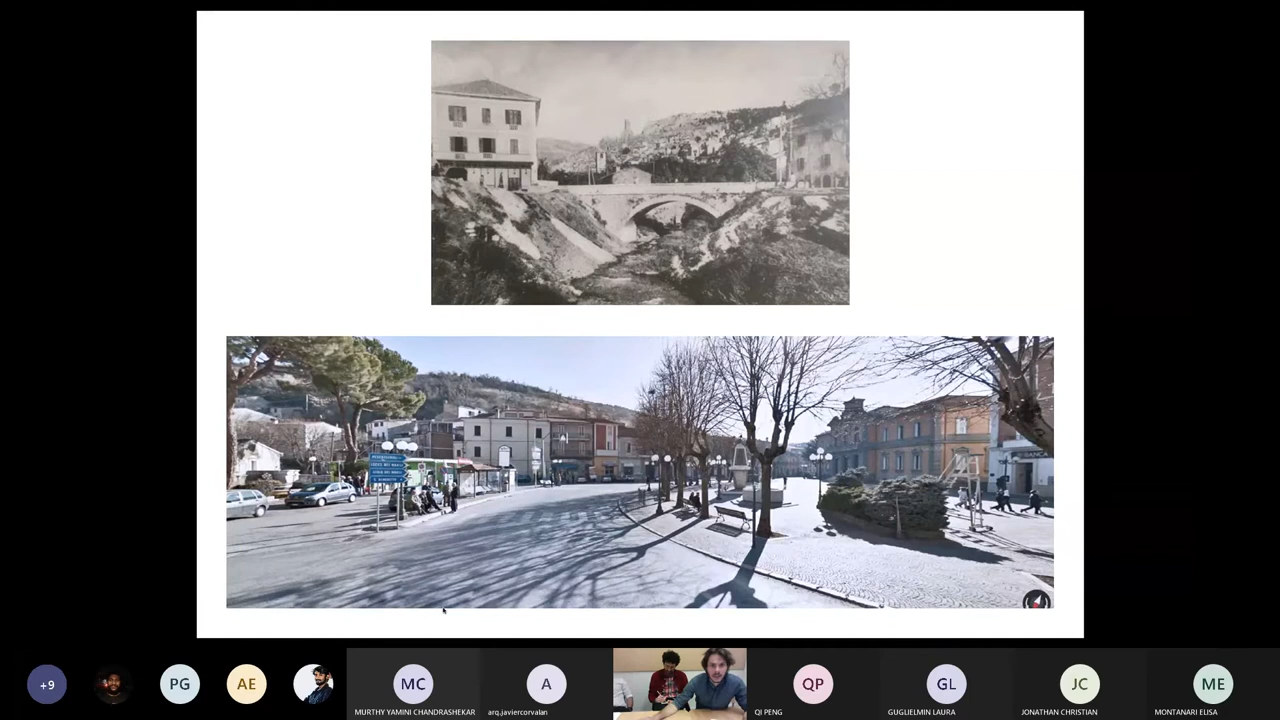 BANCA
+9
PG
AE
MC
MURTHY YAMINI CHANDRASHEKAR
A
arq.javiercorvalan
QP
QI PENG
GL
GUGLIELMIN LAURA
JC
JONATHAN CHRISTIAN
ME
MONTANARI ELISA